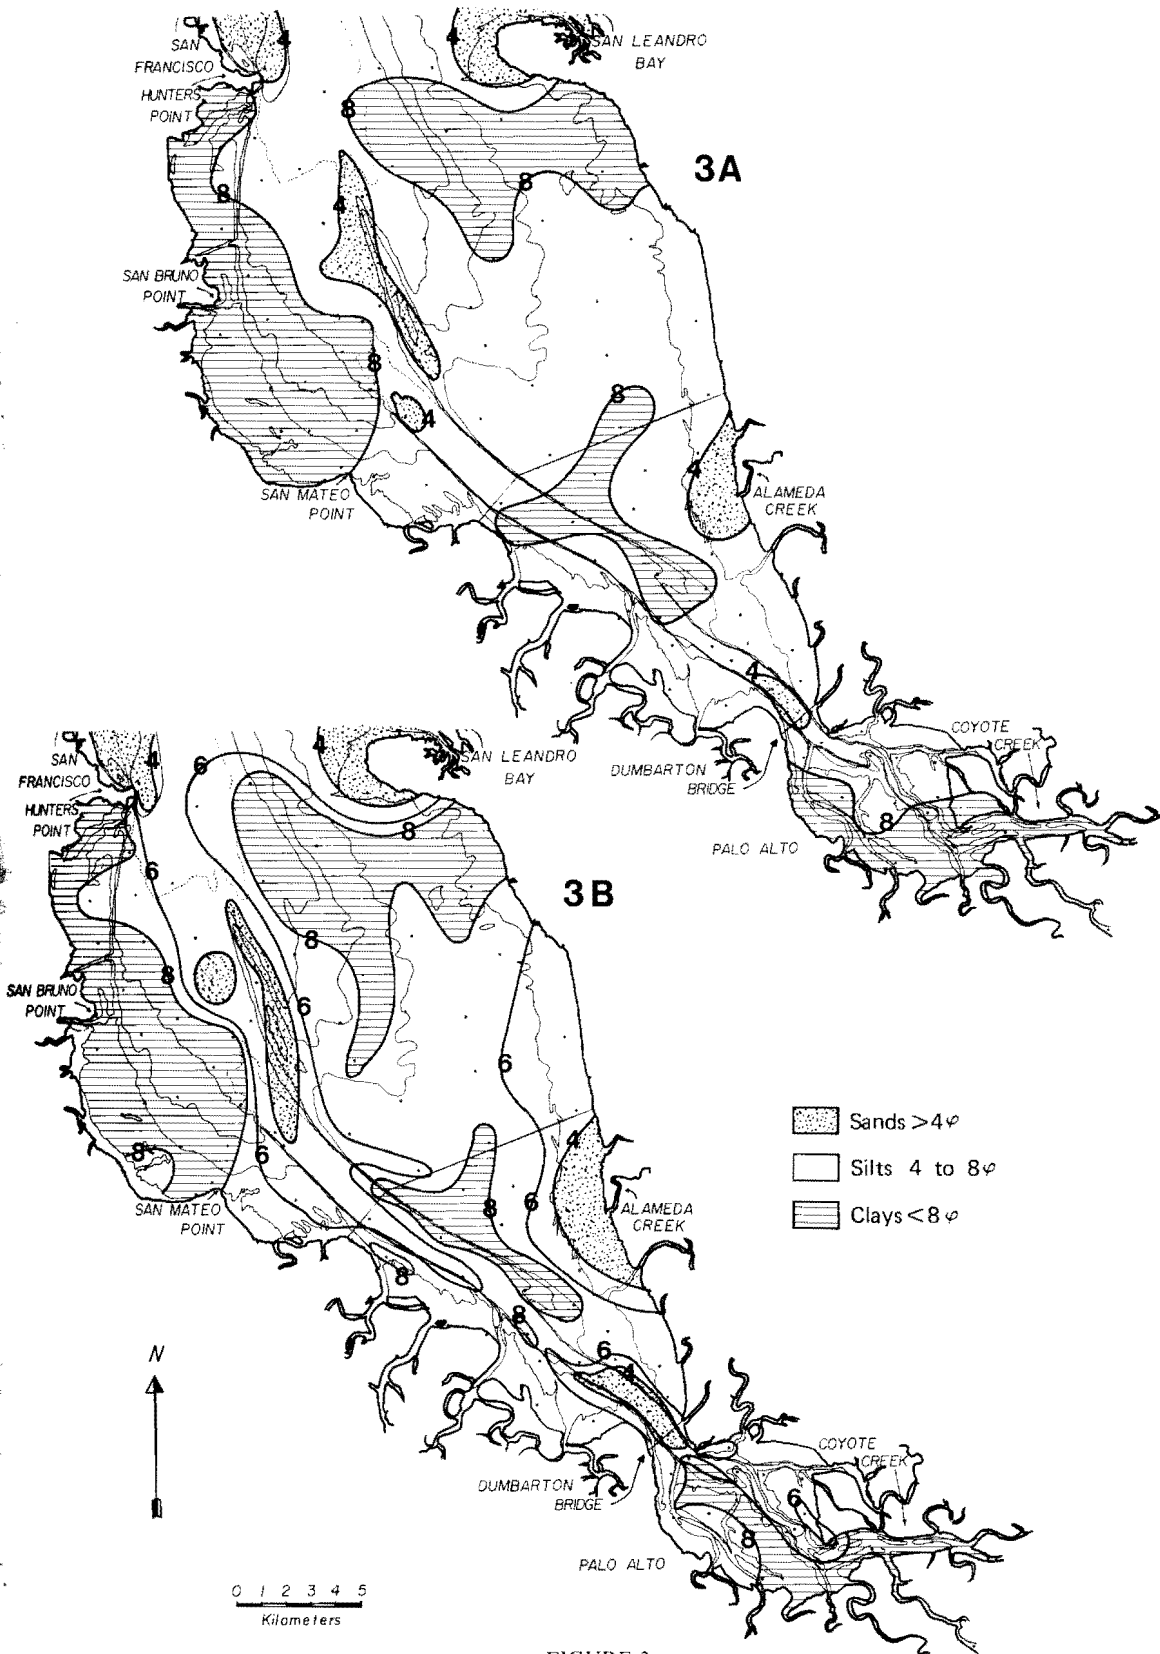 4
4
SAN LEANDRO
BAY
SAN
FRANCISCO
HUNTERS
POINT
8
3A
8
8
4
SAN BRUNO
POINT
8
8
4
4
SAN MATEO
POINT
ALAMEDA
CREEK
4
COYOTE
CREEK
DUMBARTON
BRIDGE
8
PALO ALTO
SAN
FRANCISCO
4
4
6
SAN LEANDRO
BAY
HUNTERS
POINT
8
6
3B
8
8
SAN BRUNO
POINT
6
6
Sands >4φ
4
Silts 4 to 8φ
8
6
SAN MATEO
POINT
8
6
ALAMEDA
CREEK
Clays <8φ
8
8
6
4
N
COYOTE
CREEK
DUMBARTON
BRIDGE
6
8
PALO ALTO
0 1 2 3 4 5
Kilometers